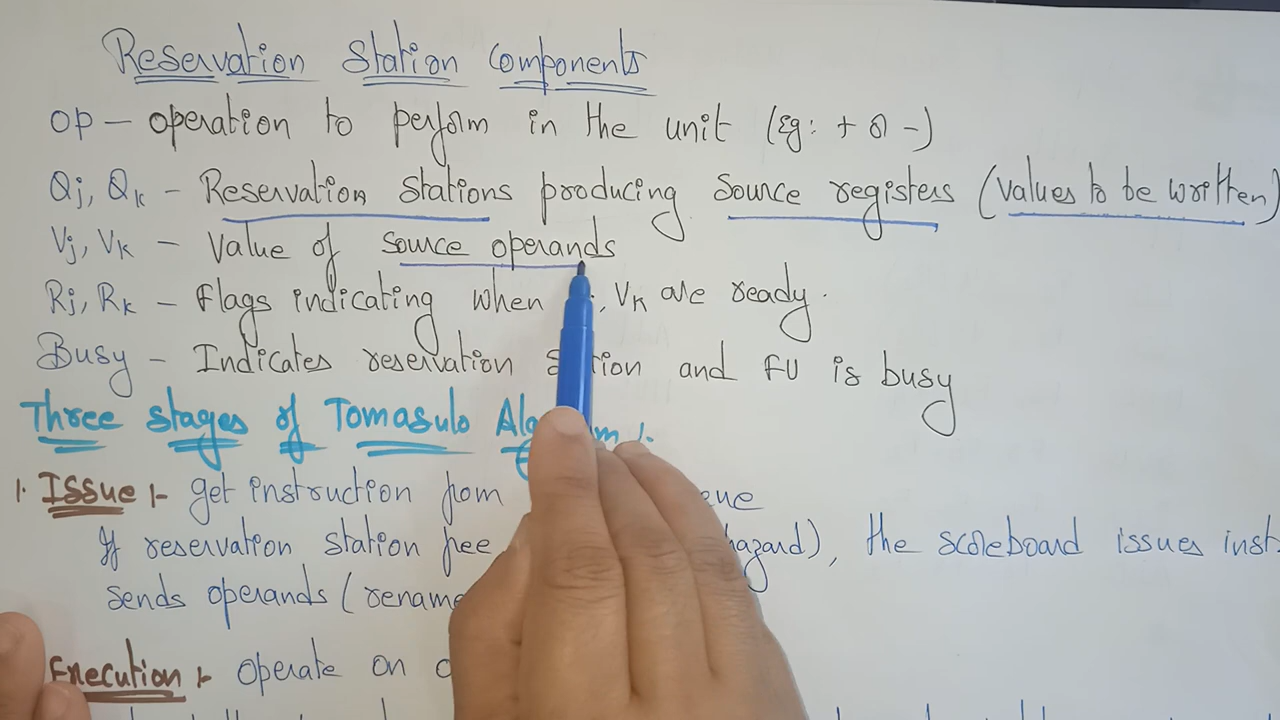 Reservation Station Components
OP – operation to perform in the unit (Eg: + or -)
Qj, Qk - Reservation Stations producing Source registers (values to be written)
Vj, Vk – Value of Source operands
Rj, Rk – Flags indicating when , Vk are ready.
Busy – Indicates reservation and FU is busy
Three stages of Tomasulo
1. Issue :- get instruction from
If reservation station free hazard), the scoreboard issues inst
sends operands (
Execution :- Operate on